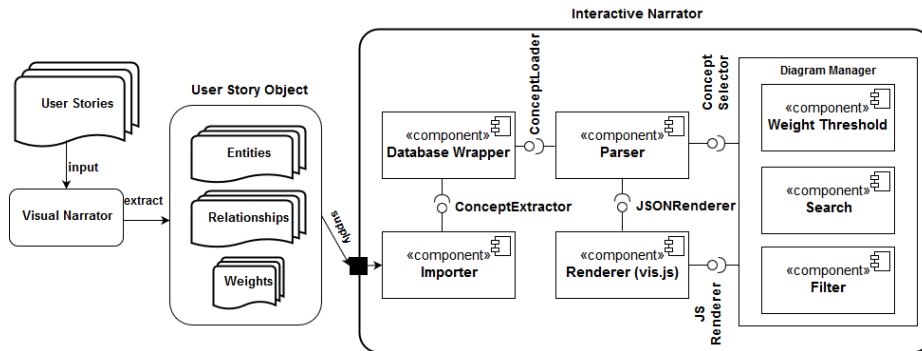 Interactive Narrator
User Stories
input
Visual Narrator
extract
User Story Object
Entities
Relationships
Weights
supply
«component»
Database Wrapper
ConceptLoader
«component»
Parser
Concept
Selector
ConceptExtractor
JSONRenderer
«component»
Importer
«component»
Renderer (vis.js)
JS
Renderer
Diagram Manager
«component»
Weight Threshold
«component»
Search
«component»
Filter